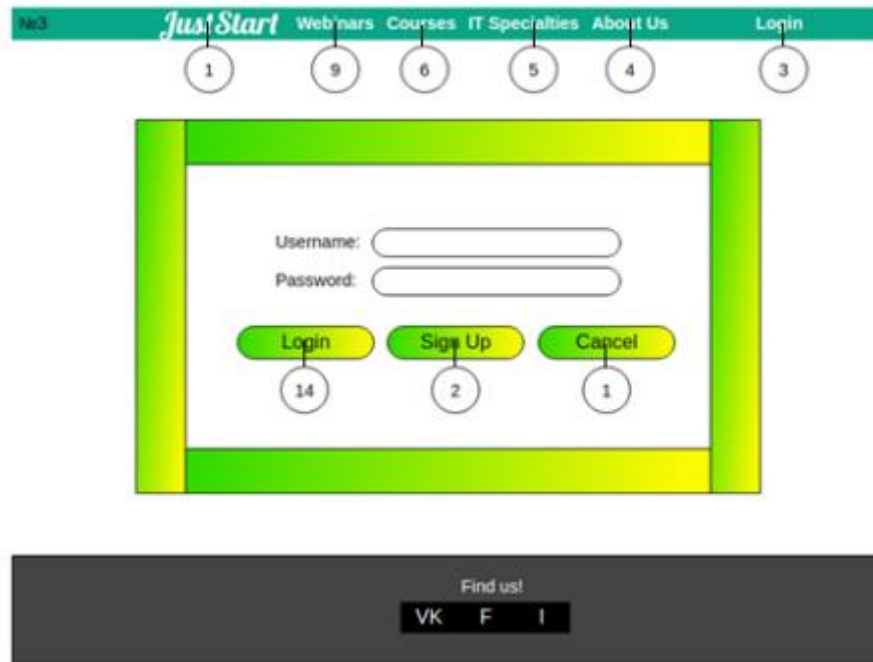 №3 JustStart Webinars Courses IT Specialties About Us Login
1 9 6 5 4 3
Username:
Password:
Login Sign Up Cancel
14 2 1
Find us!
VK F I